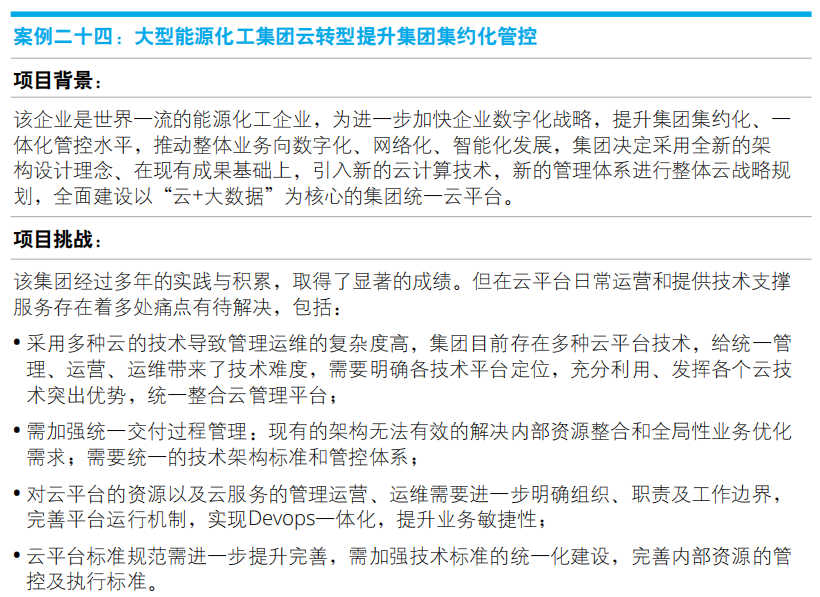 案例二十四：大型能源化工集团云转型提升集团集约化管控
项目背景：
该企业是世界一流的能源化工企业，为进一步加快企业数字化战略，提升集团集约化、一
体化管控水平，推动整体业务向数字化、网络化、智能化发展，集团决定采用全新的架
构设计理念、在现有成果基础上，引入新的云计算技术，新的管理体系进行整体云战略规
划，全面建设以“云+大数据”为核心的集团统一云平台。
项目挑战：
该集团经过多年的实践与积累，取得了显著的成绩。但在云平台日常运营和提供技术支撑
服务存在着多处痛点有待解决，包括：
• 采用多种云的技术导致管理运维的复杂度高，集团目前存在多种云平台技术，给统一管
理、运营、运维带来了技术难度，需要明确各技术平台定位，充分利用、发挥各个云技
术突出优势，统一整合云管理平台；
• 需加强统一交付过程管理：现有的架构无法有效的解决内部资源整合和全局性业务优化
需求；需要统一的技术架构标准和管控体系；
• 对云平台的资源以及云服务的管理运营、运维需要进一步明确组织、职责及工作边界，
完善平台运行机制，实现Devops一体化，提升业务敏捷性；
• 云平台标准规范需进一步提升完善，需加强技术标准的统一化建设，完善内部资源的管
控及执行标准。